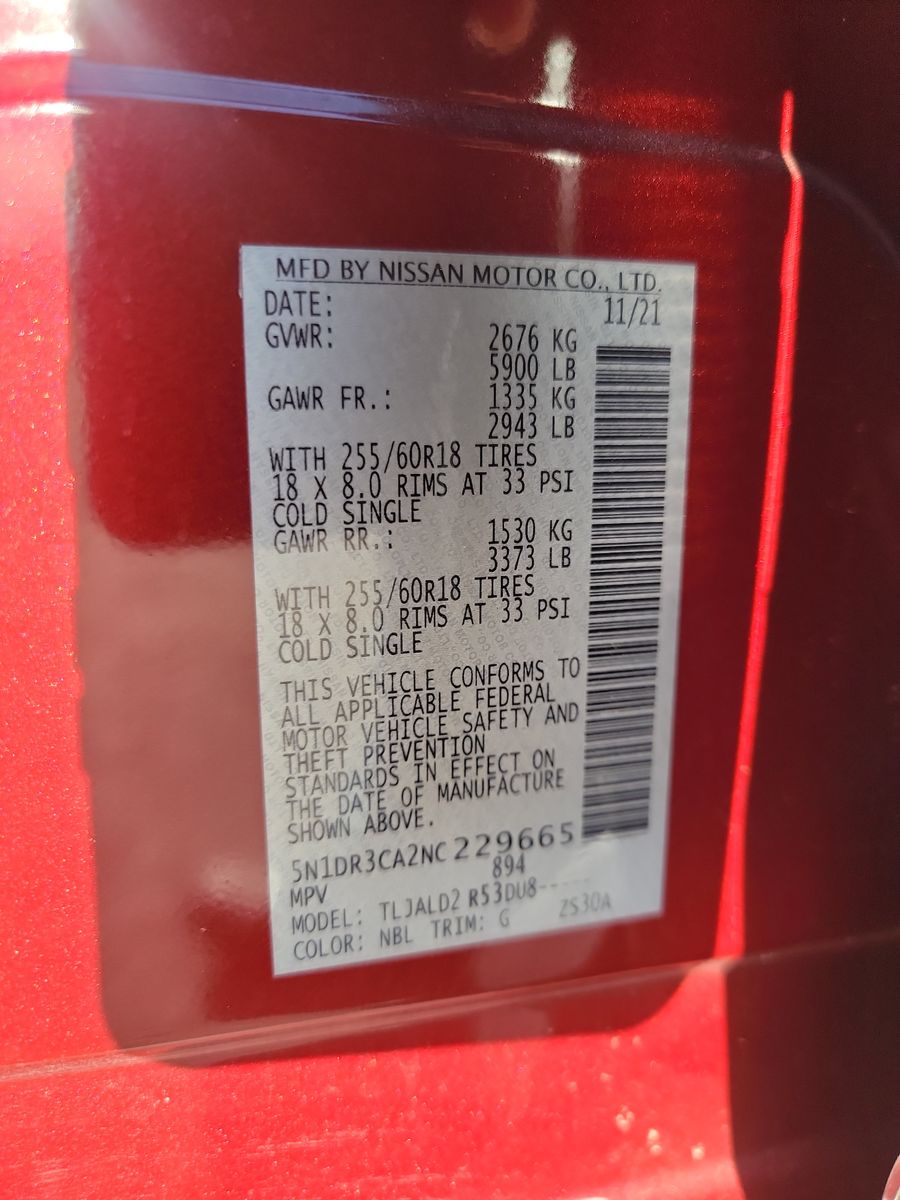 MFD BY NISSAN MOTOR CO., LTD.
DATE: 11/21
GVWR: 2676 KG
5900 LB
GAWR FR.: 1335 KG
2943 LB
WITH 255/60R18 TIRES
18 X 8.0 RIMS AT 33 PSI
COLD SINGLE
GAWR RR.: 1530 KG
3373 LB
WITH 255/60R18 TIRES
18 X 8.0 RIMS AT 33 PSI
COLD SINGLE
THIS VEHICLE CONFORMS TO
ALL APPLICABLE FEDERAL
MOTOR VEHICLE SAFETY AND
THEFT PREVENTION
STANDARDS IN EFFECT ON
THE DATE OF MANUFACTURE
SHOWN ABOVE.
5N1DR3CA2NC229665
MPV 894
MODEL: TLJALD2 R53DU8-----
COLOR: NBL TRIM: G ZS30A